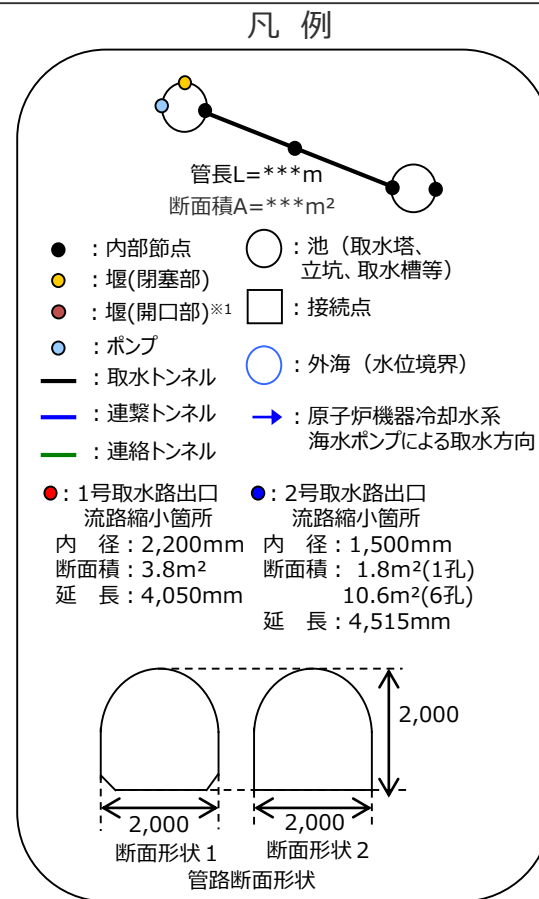 凡 例
管長L=***m
断面積A=***m²
：内部節点
：堰(閉塞部)
：堰(開口部)※1
：ポンプ
：取水トンネル
：連繫トンネル
：連絡トンネル
：池（取水塔、
立坑、取水槽等）
：接続点
：外海（水位境界）
：原子炉機器冷却水系
海水ポンプによる取水方向
：1号取水路出口
流路縮小箇所
内　径：2,200mm
断面積：3.8m²
延　長：4,050mm
：2号取水路出口
流路縮小箇所
内　径：1,500mm
断面積： 1.8m²(1孔)
10.6m²(6孔)
延　長：4,515mm
2,000
2,000
2,000
断面形状１
断面形状２
管路断面形状